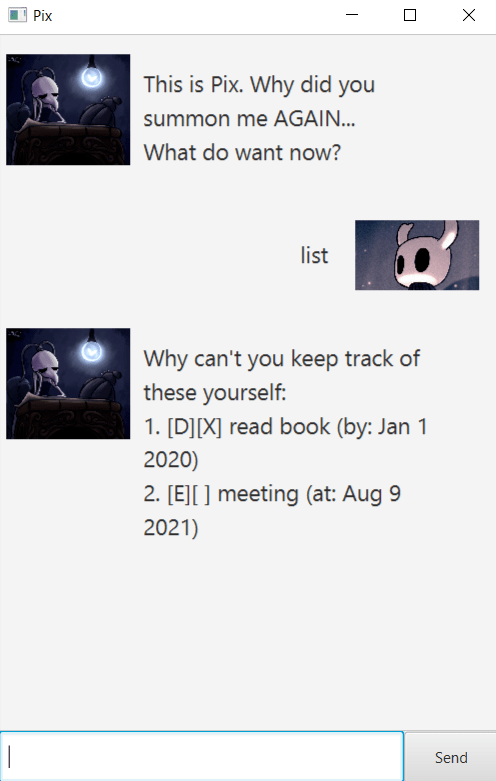 Pix
This is Pix. Why did you
summon me AGAIN...
What do want now?
list
Why can't you keep track of
these yourself:
1. [D][X] read book (by: Jan 1
2020)
2. [E][ ] meeting (at: Aug 9
2021)
Send